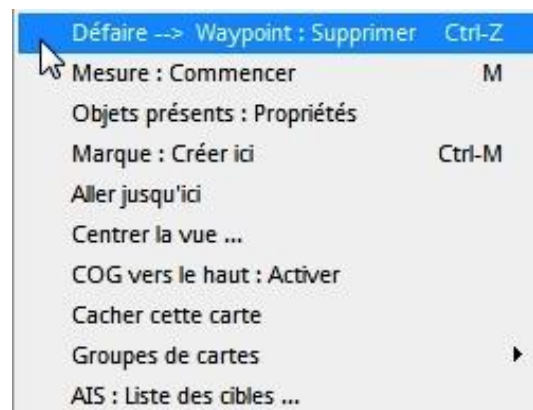 Défaire --> Waypoint : Supprimer Ctrl-Z
Mesure : Commencer M
Objets présents : Propriétés
Marque : Créer ici Ctrl-M
Aller jusqu'ici
Centrer la vue ...
COG vers le haut : Activer
Cacher cette carte
Groupes de cartes
AIS : Liste des cibles ...